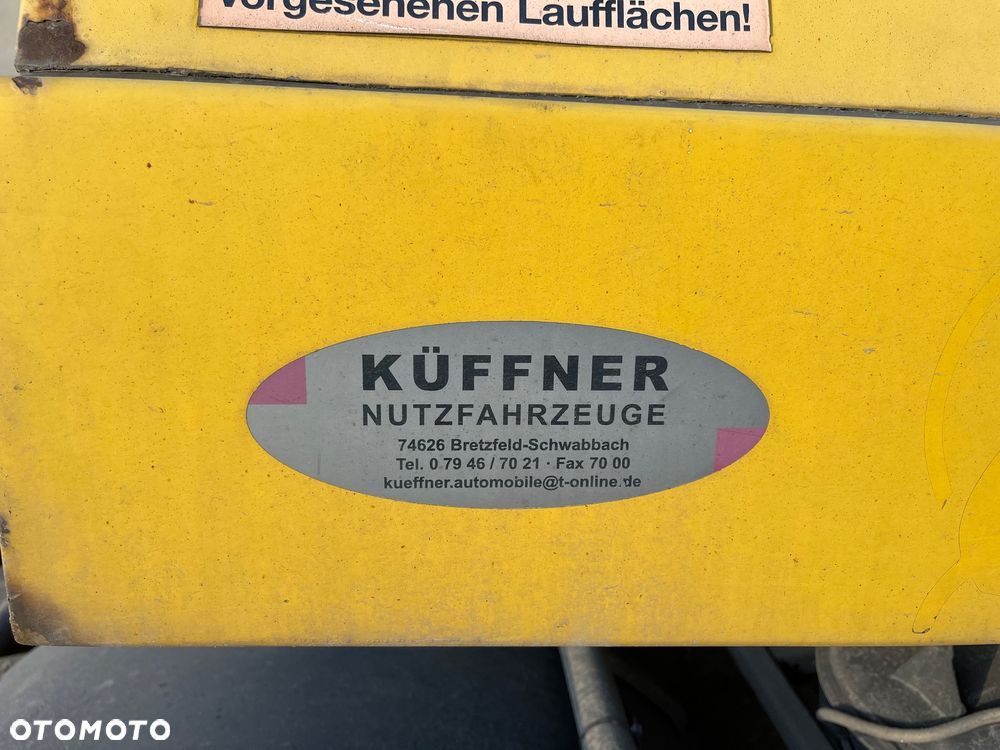 vorgesehenen Laufflächen!
KÜFFNER
NUTZFAHRZEUGE
74626 Bretzfeld-Schwabbach
Tel. 0 79 46 / 70 21 · Fax 70 00
kueffner.automobile@t-online.de
OTOMOTO